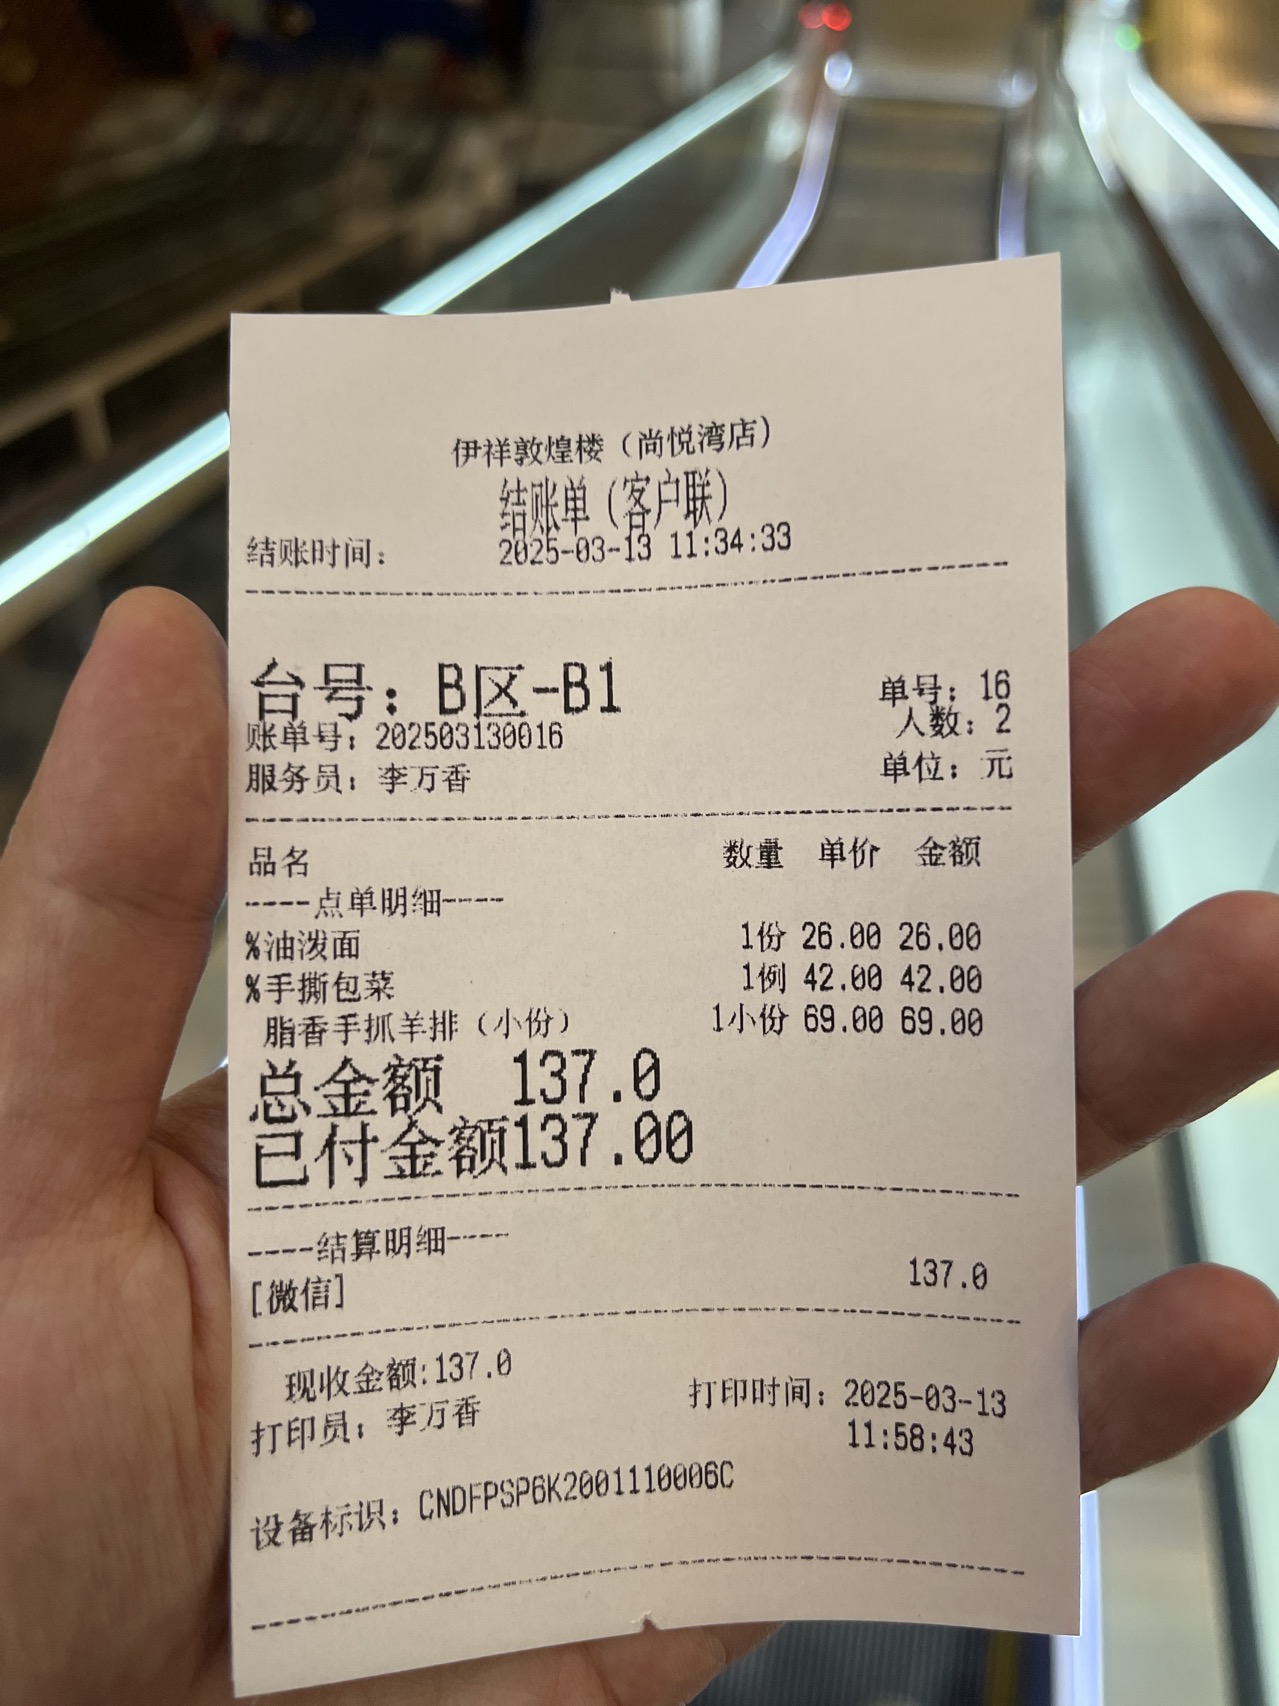 伊祥敦煌楼（尚悦湾店）
结账单（客户联）
结账时间： 2025-03-13 11:34:33
台号：B区-B1 单号：16
人数：2
账单号：202503130016
服务员：李万香 单位：元
品名 数量 单价 金额
----点单明细----
%油泼面 1份 26.00 26.00
%手撕包菜 1例 42.00 42.00
脂香手抓羊排（小份） 1小份 69.00 69.00
总金额 137.0
已付金额137.00
----结算明细----
[微信] 137.0
现收金额:137.0
打印员：李万香 打印时间：2025-03-13
11:58:43
设备标识：CNDFPSP6K2001110006C